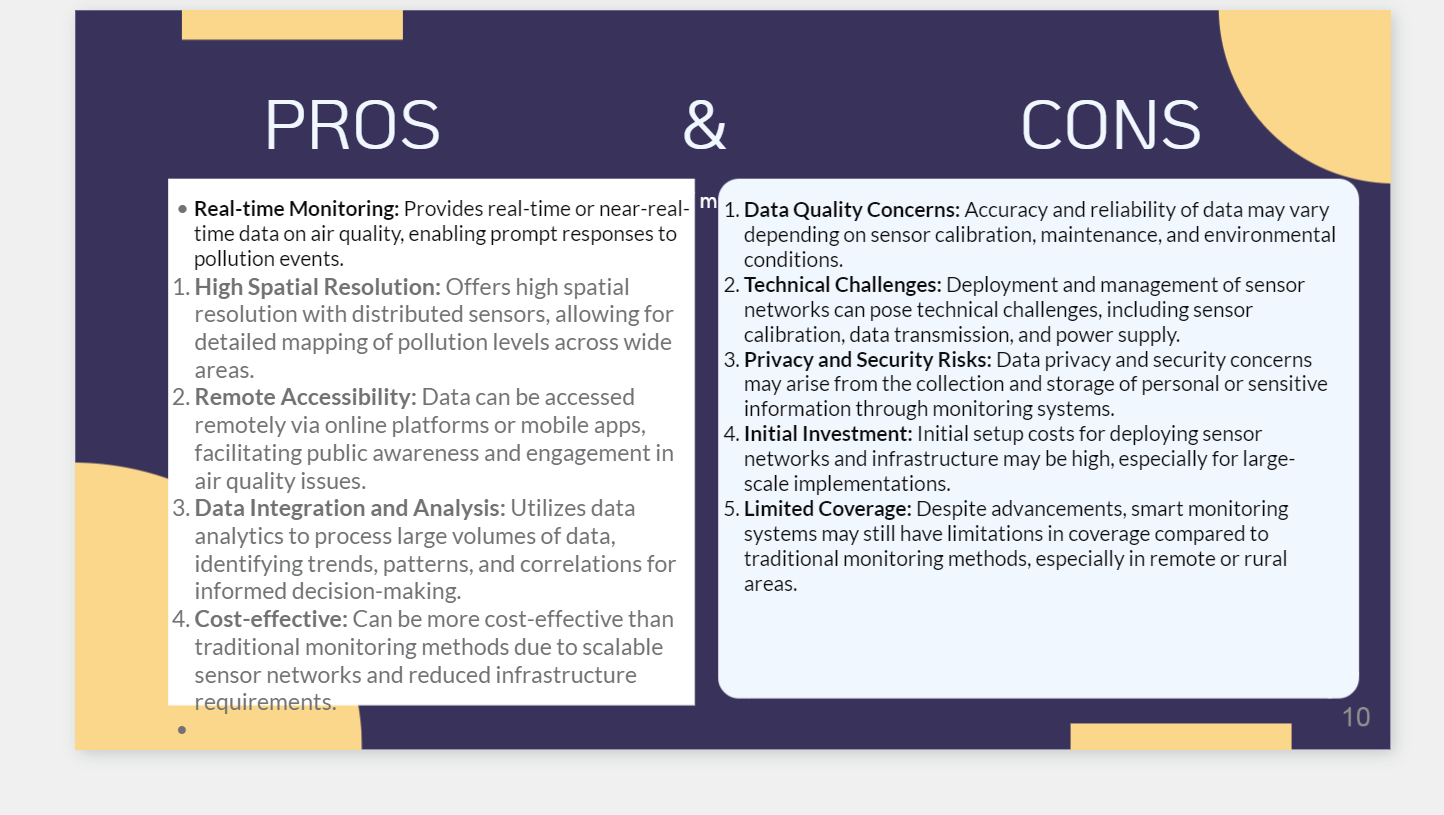 PROS & CONS
• Real-time Monitoring: Provides real-time or near-real-
time data on air quality, enabling prompt responses to
pollution events.
1. High Spatial Resolution: Offers high spatial
resolution with distributed sensors, allowing for
detailed mapping of pollution levels across wide
areas.
2. Remote Accessibility: Data can be accessed
remotely via online platforms or mobile apps,
facilitating public awareness and engagement in
air quality issues.
3. Data Integration and Analysis: Utilizes data
analytics to process large volumes of data,
identifying trends, patterns, and correlations for
informed decision-making.
4. Cost-effective: Can be more cost-effective than
traditional monitoring methods due to scalable
sensor networks and reduced infrastructure
requirements.
•
m
1. Data Quality Concerns: Accuracy and reliability of data may vary
depending on sensor calibration, maintenance, and environmental
conditions.
2. Technical Challenges: Deployment and management of sensor
networks can pose technical challenges, including sensor
calibration, data transmission, and power supply.
3. Privacy and Security Risks: Data privacy and security concerns
may arise from the collection and storage of personal or sensitive
information through monitoring systems.
4. Initial Investment: Initial setup costs for deploying sensor
networks and infrastructure may be high, especially for large-
scale implementations.
5. Limited Coverage: Despite advancements, smart monitoring
systems may still have limitations in coverage compared to
traditional monitoring methods, especially in remote or rural
areas.
10